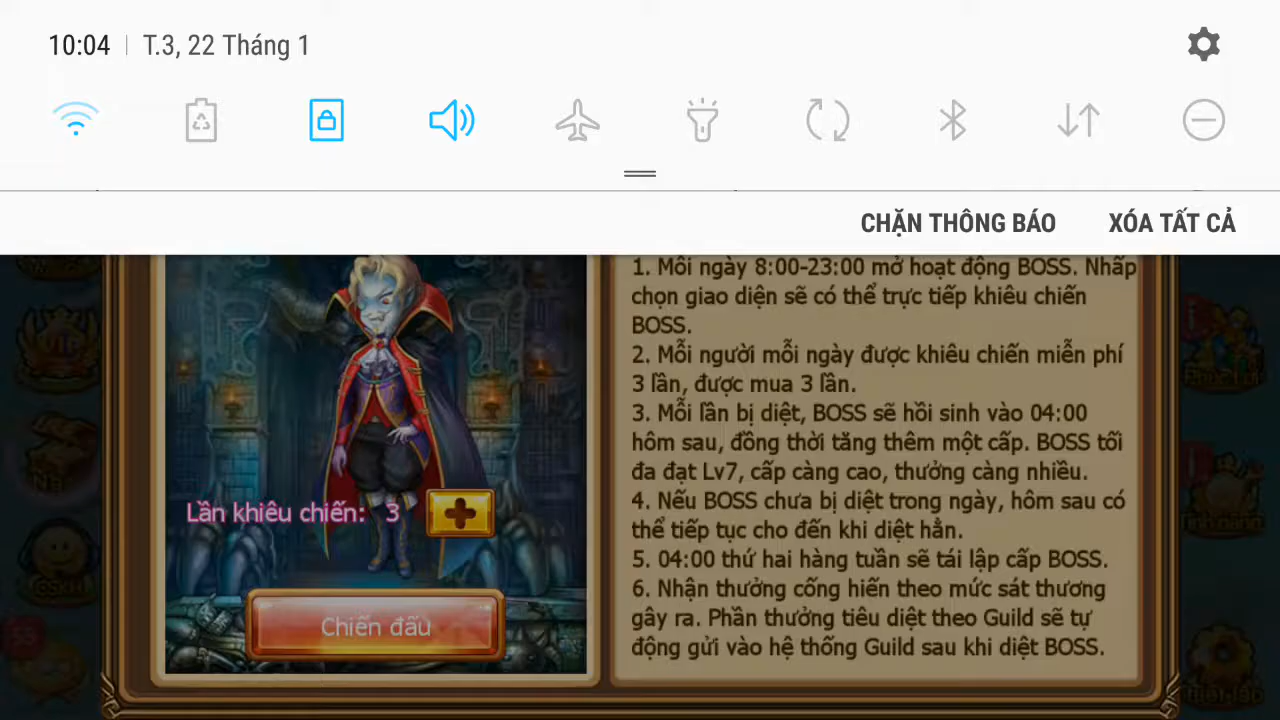 10:04 | T.3, 22 Tháng 1
CHẶN THÔNG BÁO XÓA TẤT CẢ
1. Mỗi ngày 8:00-23:00 mở hoạt động BOSS. Nhấp
chọn giao diện sẽ có thể trực tiếp khiêu chiến
BOSS.
2. Mỗi người mỗi ngày được khiêu chiến miễn phí
3 lần, được mua 3 lần.
3. Mỗi lần bị diệt, BOSS sẽ hồi sinh vào 04:00
hôm sau, đồng thời tăng thêm một cấp. BOSS tối
đa đạt Lv7, cấp càng cao, thưởng càng nhiều.
4. Nếu BOSS chưa bị diệt trong ngày, hôm sau có
thể tiếp tục cho đến khi diệt hẳn.
5. 04:00 thứ hai hàng tuần sẽ tái lập cấp BOSS.
6. Nhận thưởng cống hiến theo mức sát thương
gây ra. Phần thưởng tiêu diệt theo Guild sẽ tự
động gửi vào hệ thống Guild sau khi diệt BOSS.
Lần khiêu chiến: 3
Chiến đấu